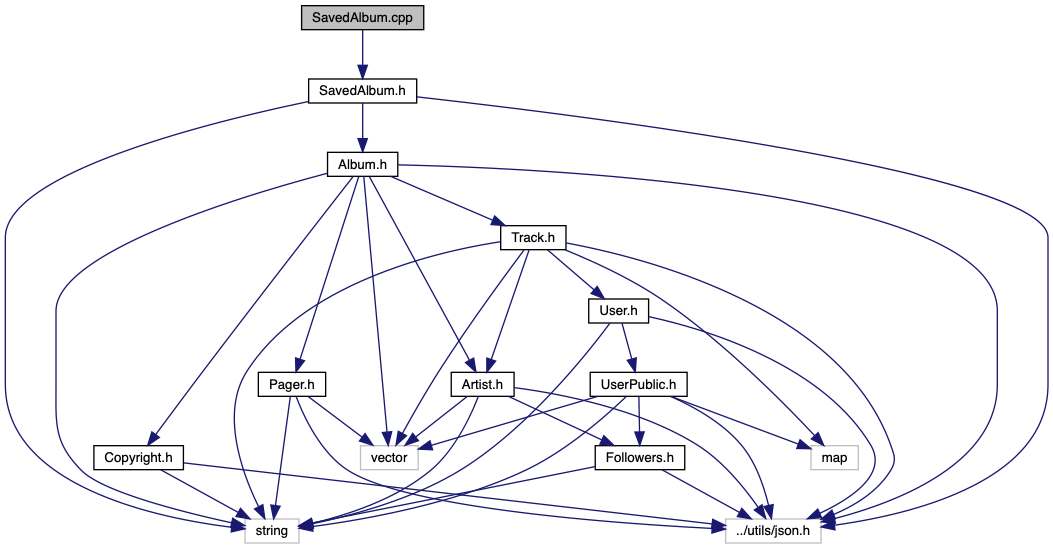 SavedAlbum.cpp
SavedAlbum.h
Album.h
Track.h
User.h
Pager.h
Artist.h
UserPublic.h
Copyright.h
vector
Followers.h
map
string
../utils/json.h